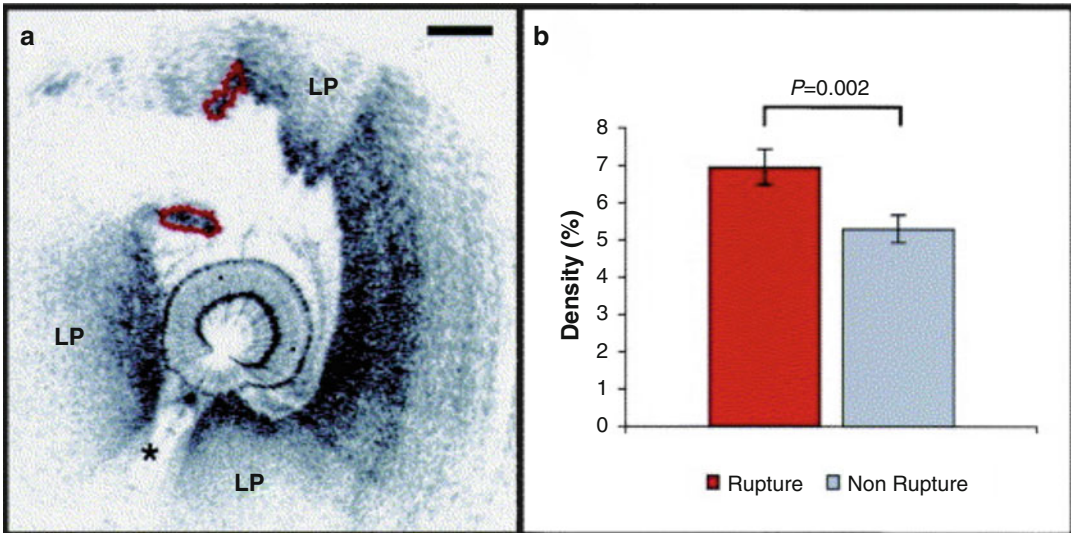 a
LP
LP
LP
*
b
P=0.002
Density (%)
8
7
6
5
4
3
2
1
0
Rupture
Non Rupture